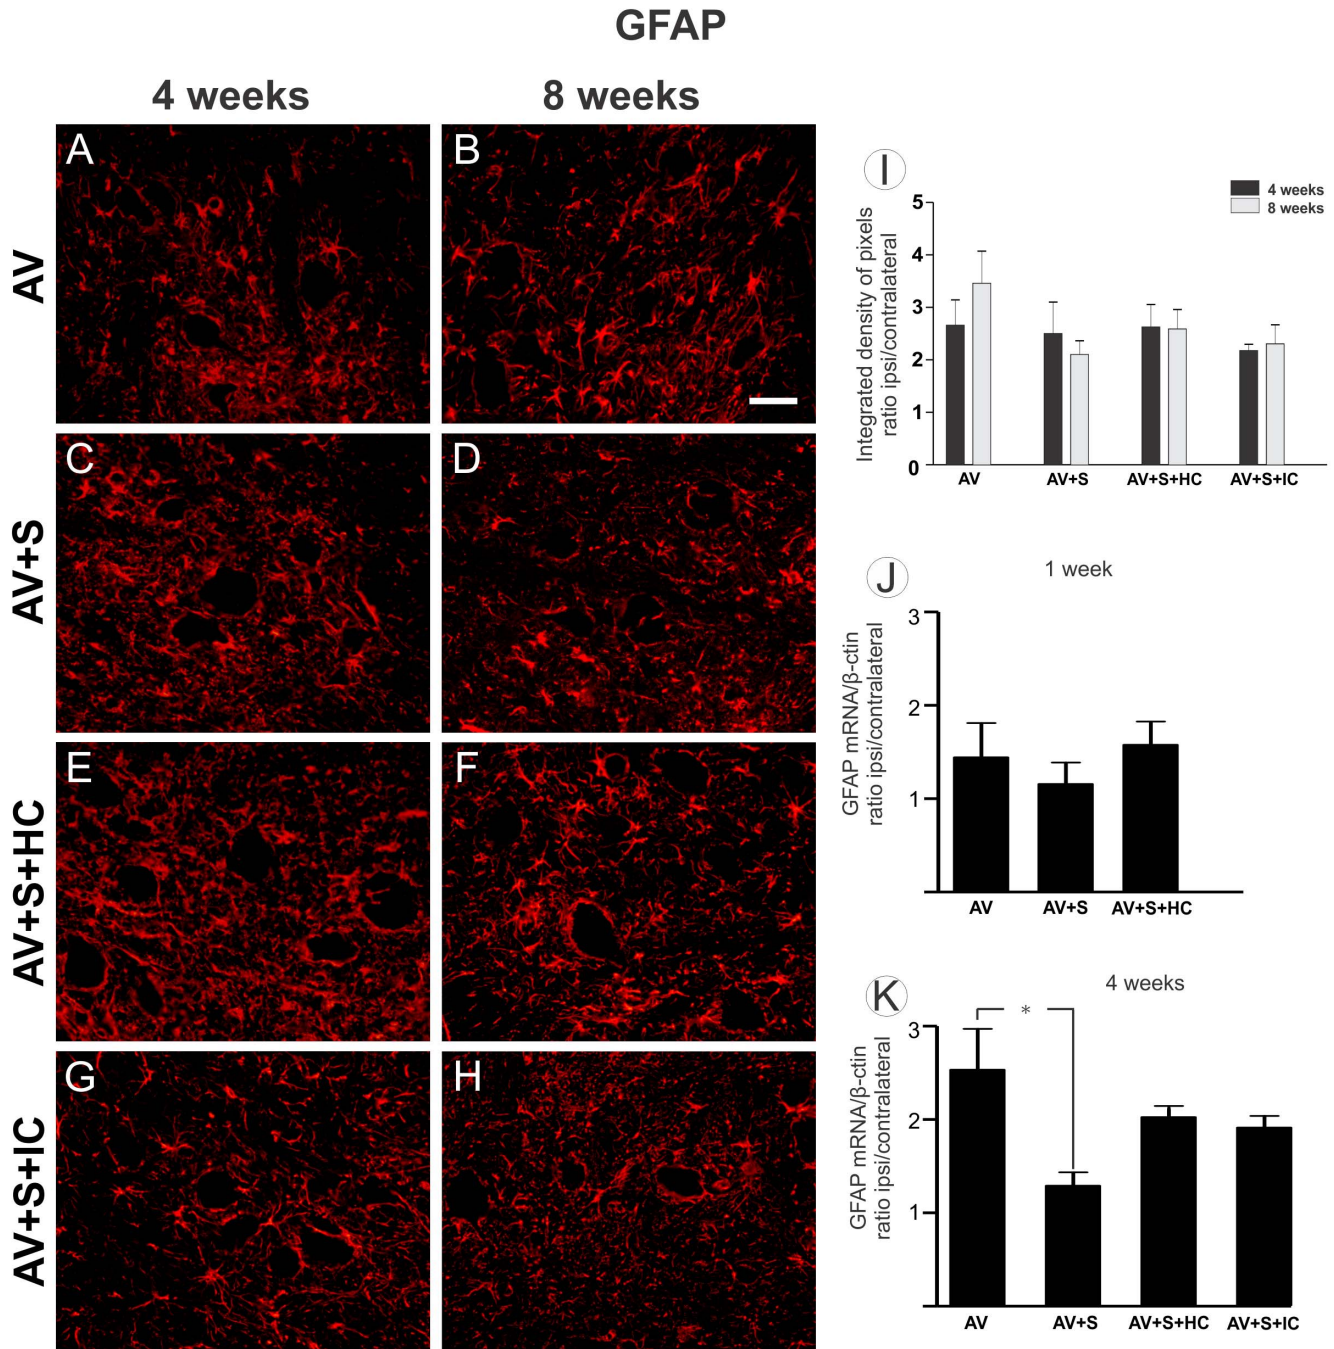 GFAP
4 weeks
8 weeks
AV
A
B
AV+S
C
D
AV+S+HC
E
F
AV+S+IC
G
H
I
4 weeks
8 weeks
Integrated density of pixels
ratio ipsi/contralateral
5
4
3
2
1
0
AV
AV+S
AV+S+HC
AV+S+IC
J
1 week
GFAP mRNA/β-ctin
ratio ipsi/contralateral
3
2
1
AV
AV+S
AV+S+HC
K
4 weeks
*
GFAP mRNA/β-ctin
ratio ipsi/contralateral
3
2
1
AV
AV+S
AV+S+HC
AV+S+IC